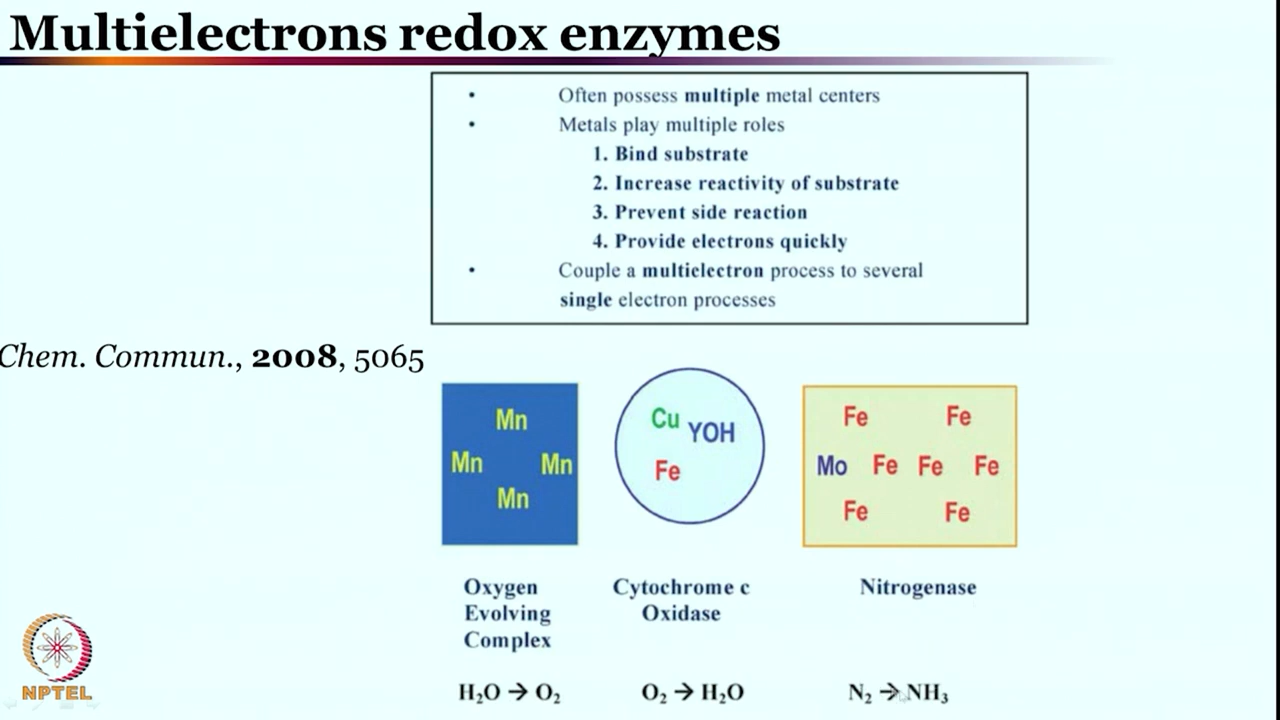 Multielectrons redox enzymes
• Often possess multiple metal centers
• Metals play multiple roles
1. Bind substrate
2. Increase reactivity of substrate
3. Prevent side reaction
4. Provide electrons quickly
• Couple a multielectron process to several
single electron processes
Chem. Commun., 2008, 5065
Mn
Mn Mn
Mn
Cu YOH
Fe
Fe Fe
Mo Fe Fe Fe
Fe Fe
Oxygen
Evolving
Complex
Cytochrome c
Oxidase
Nitrogenase
H₂O → O₂
O₂ → H₂O
N₂ → NH₃
NPTEL